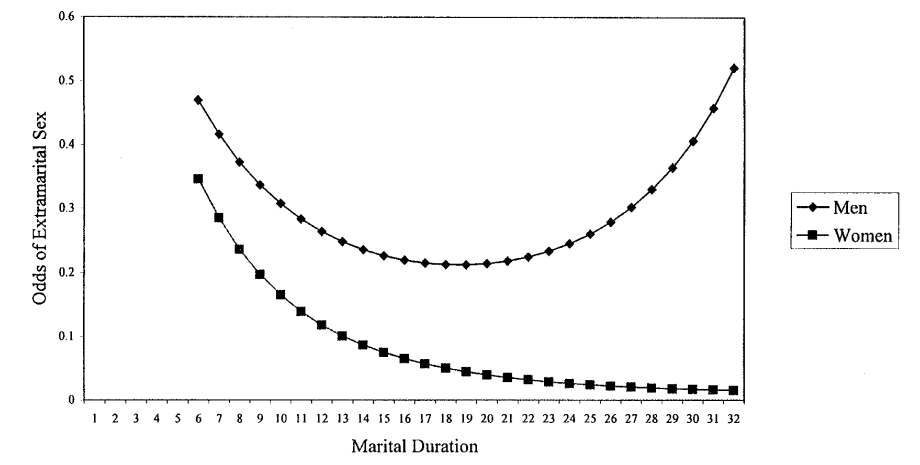 0.6
0.5
0.4
0.3
0.2
0.1
0
Odds of Extramarital Sex
1 2 3 4 5 6 7 8 9 10 11 12 13 14 15 16 17 18 19 20 21 22 23 24 25 26 27 28 29 30 31 32
Marital Duration
Men
Women